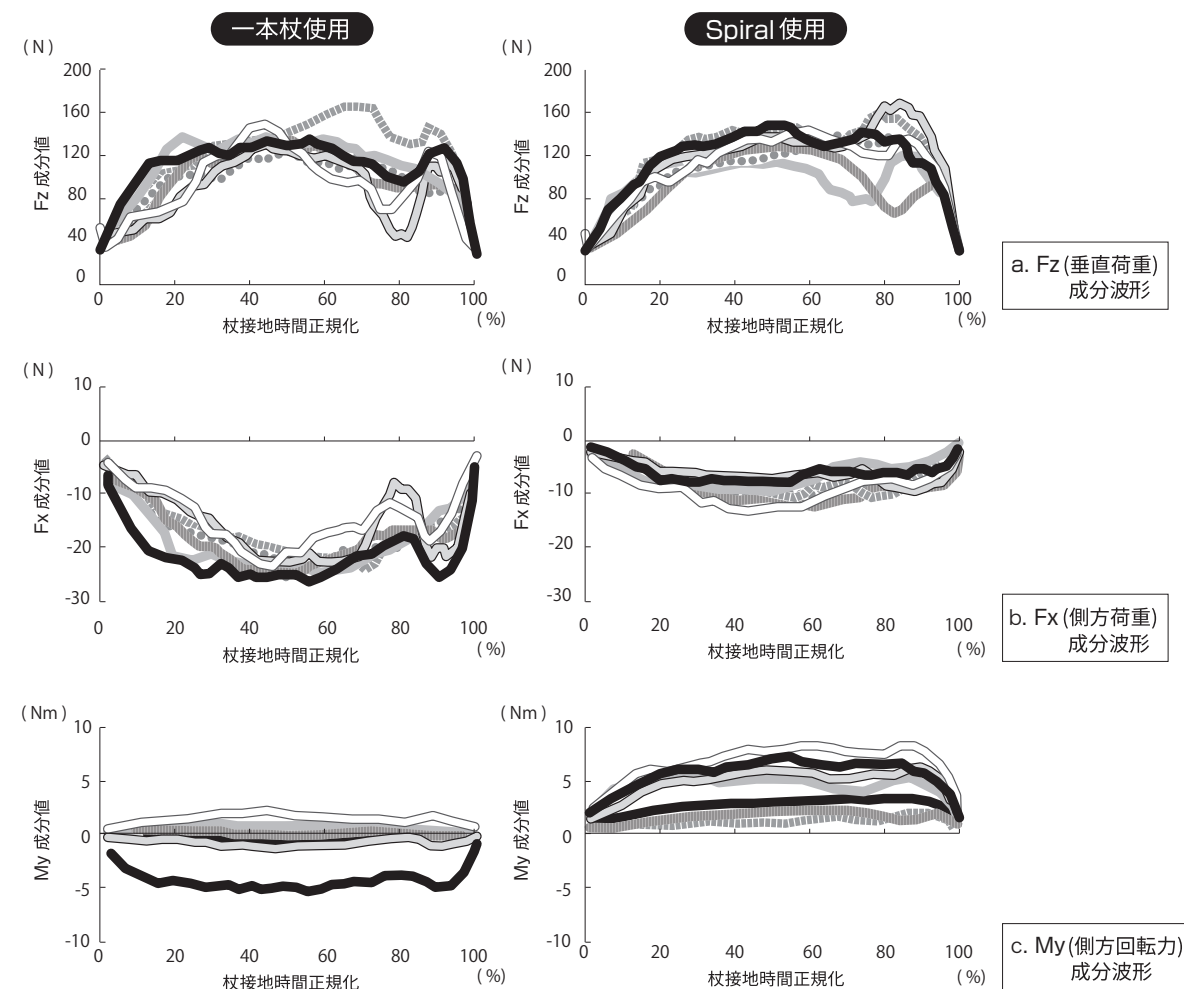 一本杖使用
Spiral 使用
( N )
200
160
120
80
40
0
Fz 成分値
0 20 40 60 80 100
( %)
杖接地時間正規化
( N )
200
160
120
80
40
0
Fz 成分値
0 20 40 60 80 100
( %)
杖接地時間正規化
a. Fz (垂直荷重)
成分波形
( N )
10
0
-10
-20
-30
Fx 成分値
0 20 40 60 80 100
( %)
杖接地時間正規化
( N )
10
0
-10
-20
-30
Fx 成分値
0 20 40 60 80 100
( %)
杖接地時間正規化
b. Fx (側方荷重)
成分波形
( Nm )
10
5
0
-5
-10
My 成分値
0 20 40 60 80 100
( %)
杖接地時間正規化
( Nm )
10
5
0
-5
-10
My 成分値
0 20 40 60 80 100
( %)
杖接地時間正規化
c. My (側方回転力)
成分波形